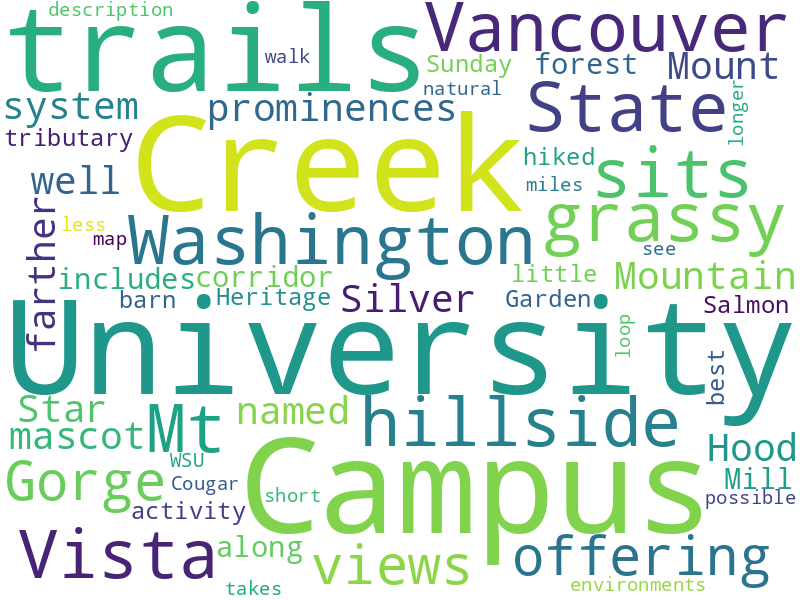 description
trails
Vancouver
walk
Sunday
forest
Mount
natural
system
prominences
State
longer
tributary
Creek
hiked
sits
well
miles
farther
less
map
Washington
grassy
see
includes
corridor
little
Mountain
barn
Heritage
Silver
Garden
Salmon
University
loop
best
Star
Mt
named
hillside
mascot
Hood
Gorge
WSU
Campus
Mill
Cougar
short
possible
activity
Vista
along
views
offering
takes
environments